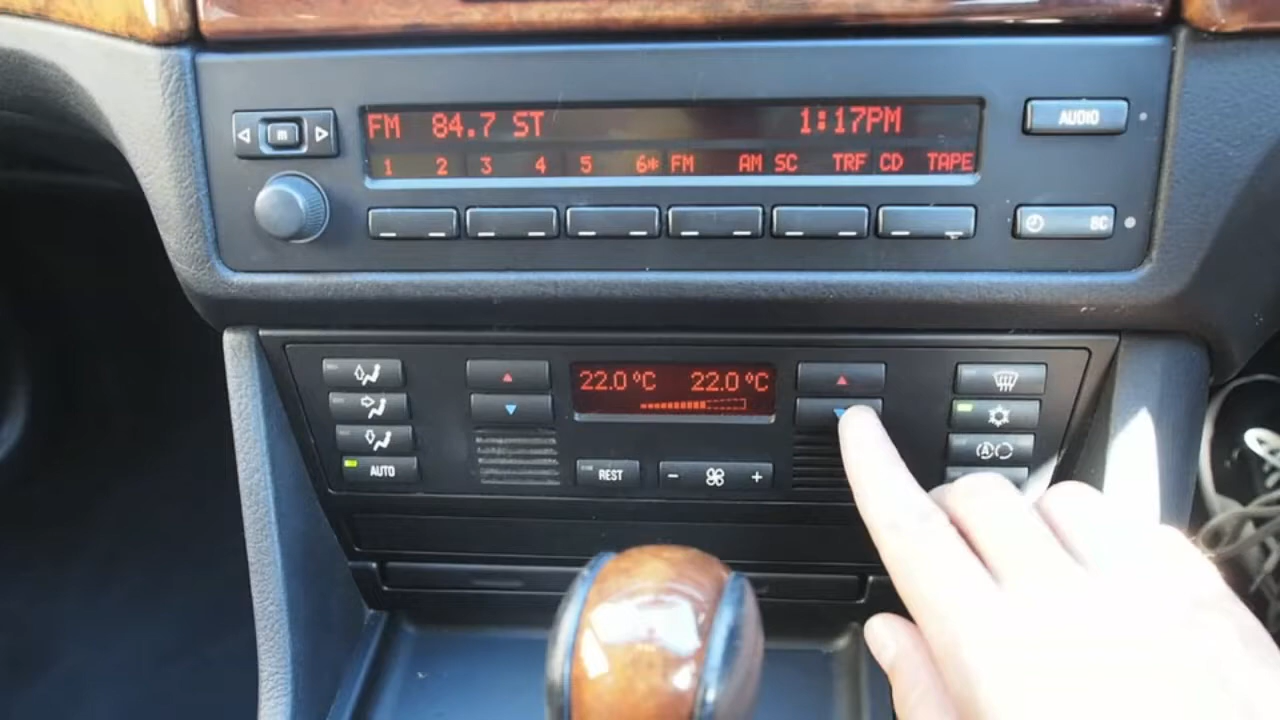 FM 84.7 ST 1:17PM
1 2 3 4 5 6* FM AM SC TRF CD TAPE
m
AUDIO
BC
22.0°C 22.0°C
AUTO
REST
- +
A